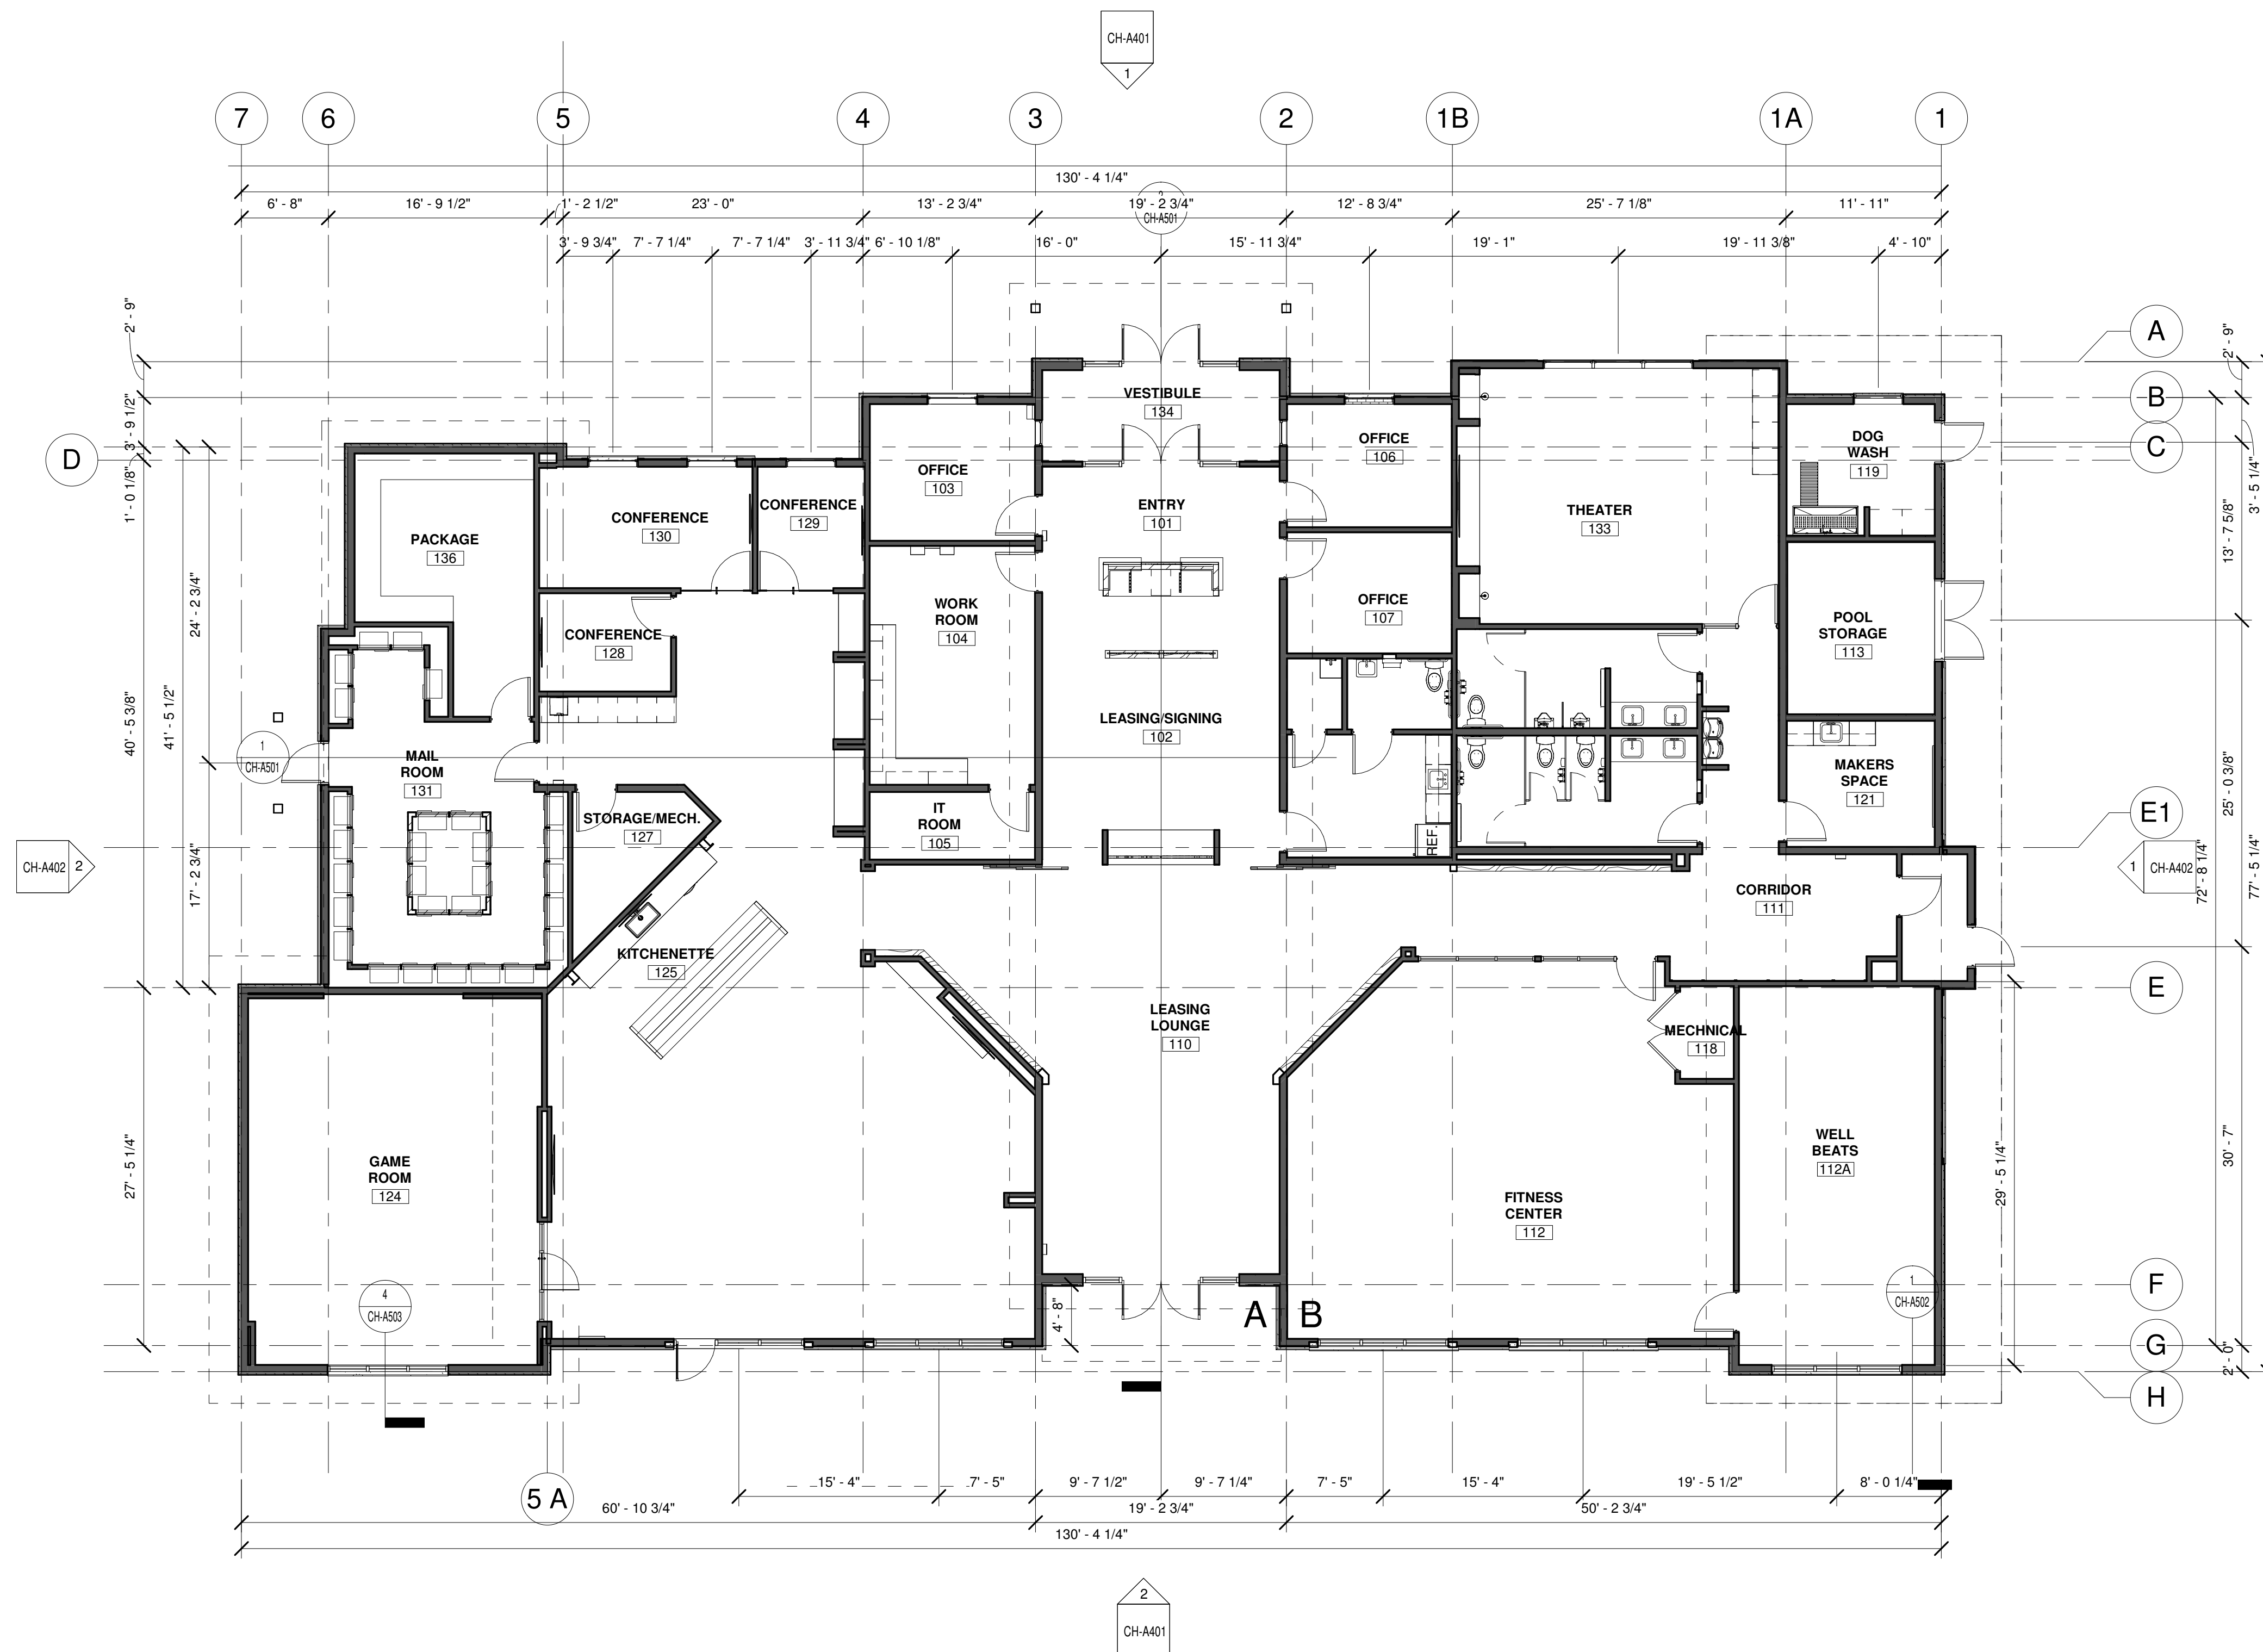 CH-A401
1
7
6
5
4
3
2
1B
1A
1
130' - 4 1/4"
6' - 8"
16' - 9 1/2"
1' - 2 1/2"
23' - 0"
13' - 2 3/4"
19' - 2 3/4"
12' - 8 3/4"
25' - 7 1/8"
11' - 11"
CH-A501
3' - 9 3/4"
7' - 7 1/4"
7' - 7 1/4"
3' - 11 3/4"
6' - 10 1/8"
16' - 0"
15' - 11 3/4"
19' - 1"
19' - 11 3/8"
4' - 10"
2' - 9"
3' - 9 1/2"
1' - 0 1/8"
40' - 5 3/8"
27' - 5 1/4"
41' - 5 1/2"
24' - 2 3/4"
17' - 2 3/4"
D
A
B
C
E1
E
F
G
H
2' - 9"
3' - 5 1/4"
13' - 7 5/8"
25' - 0 3/8"
72' - 8 1/4"
77' - 5 1/4"
30' - 7"
29' - 5 1/4"
2' - 0"
VESTIBULE
134
OFFICE
103
OFFICE
106
DOG
WASH
119
CONFERENCE
130
CONFERENCE
129
ENTRY
101
THEATER
133
PACKAGE
136
CONFERENCE
128
WORK
ROOM
104
OFFICE
107
POOL
STORAGE
113
LEASING/SIGNING
102
1
CH-A501
MAIL
ROOM
131
MAKERS
SPACE
121
STORAGE/MECH.
127
IT
ROOM
105
REF.
CH-A402
2
1
CH-A402
CORRIDOR
111
KITCHENETTE
125
LEASING
LOUNGE
110
MECHNICAL
118
GAME
ROOM
124
WELL
BEATS
112A
FITNESS
CENTER
112
4
CH-A503
1
CH-A502
4' - 8"
A
B
5 A
15' - 4"
7' - 5"
9' - 7 1/2"
9' - 7 1/4"
7' - 5"
15' - 4"
19' - 5 1/2"
8' - 0 1/4"
60' - 10 3/4"
19' - 2 3/4"
50' - 2 3/4"
130' - 4 1/4"
2
CH-A401